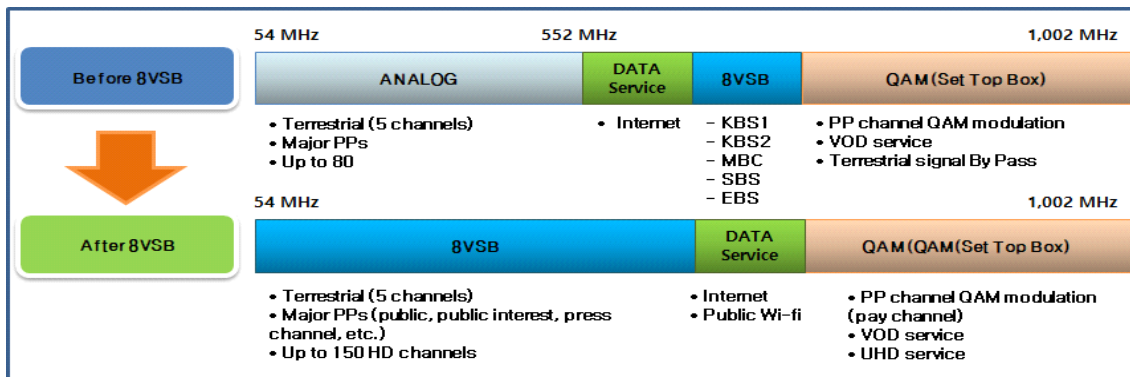 54 MHz 552 MHz 1,002 MHz
Before 8VSB
ANALOG
DATA
Service
8VSB
QAM(Set Top Box)
• Terrestrial (5 channels)
• Major PPs
• Up to 80
• Internet
- KBS1
- KBS2
- MBC
- SBS
- EBS
• PP channel QAM modulation
• VOD service
• Terrestrial signal By Pass
54 MHz 1,002 MHz
After 8VSB
8VSB
DATA
Service
QAM(QAM(Set Top Box)
• Terrestrial (5 channels)
• Major PPs (public, public interest, press
channel, etc.)
• Up to 150 HD channels
• Internet
• Public Wi-fi
• PP channel QAM modulation
(pay channel)
• VOD service
• UHD service